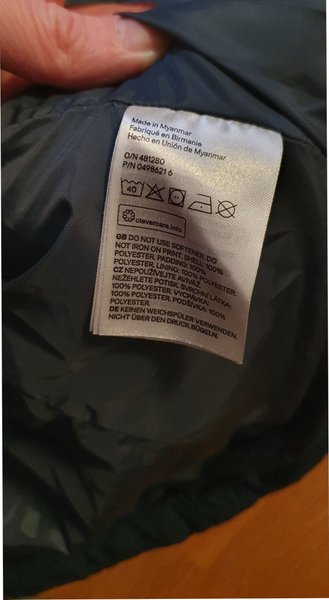 Made in Myanmar
Fabriqué en Birmanie
Hecho en Unión de Myanmar
O/N 481280
P/N 0498621 6
40
clevercare.info
GB DO NOT USE SOFTENER. DO
NOT IRON ON PRINT. SHELL: 100%
POLYESTER. PADDING: 100%
POLYESTER. LINING: 100% POLYESTER.
CZ NEPOUŽÍVEJTE AVIVÁŽ.
NEŽEHLETE POTISK. SVRCHNÍ LÁTKA:
100% POLYESTER. VYCPÁVKA:
100% POLYESTER. PODŠÍVKA: 100%
POLYESTER.
DE KEINEN WEICHSPÜLER VERWENDEN.
NICHT ÜBER DEN DRUCK BÜGELN.